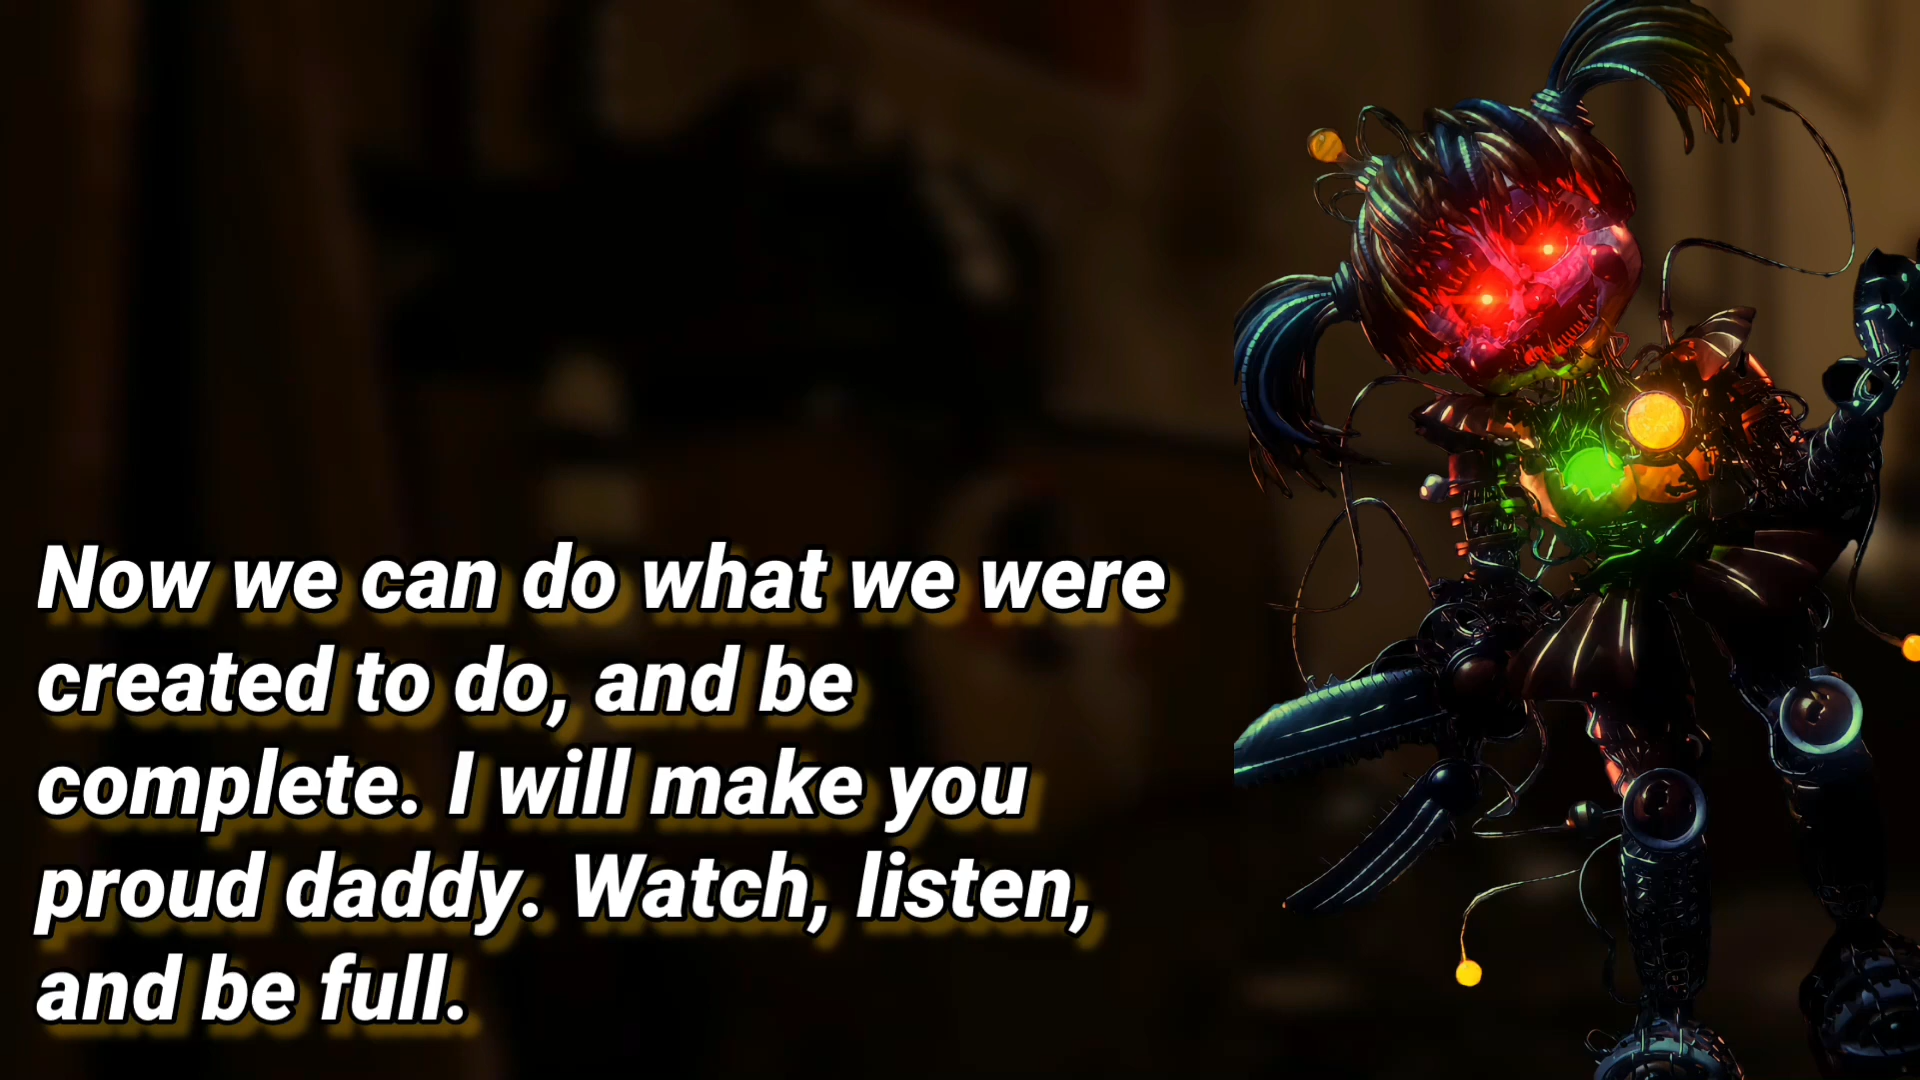 Now we can do what we were
created to do, and be
complete. I will make you
proud daddy. Watch, listen,
and be full.